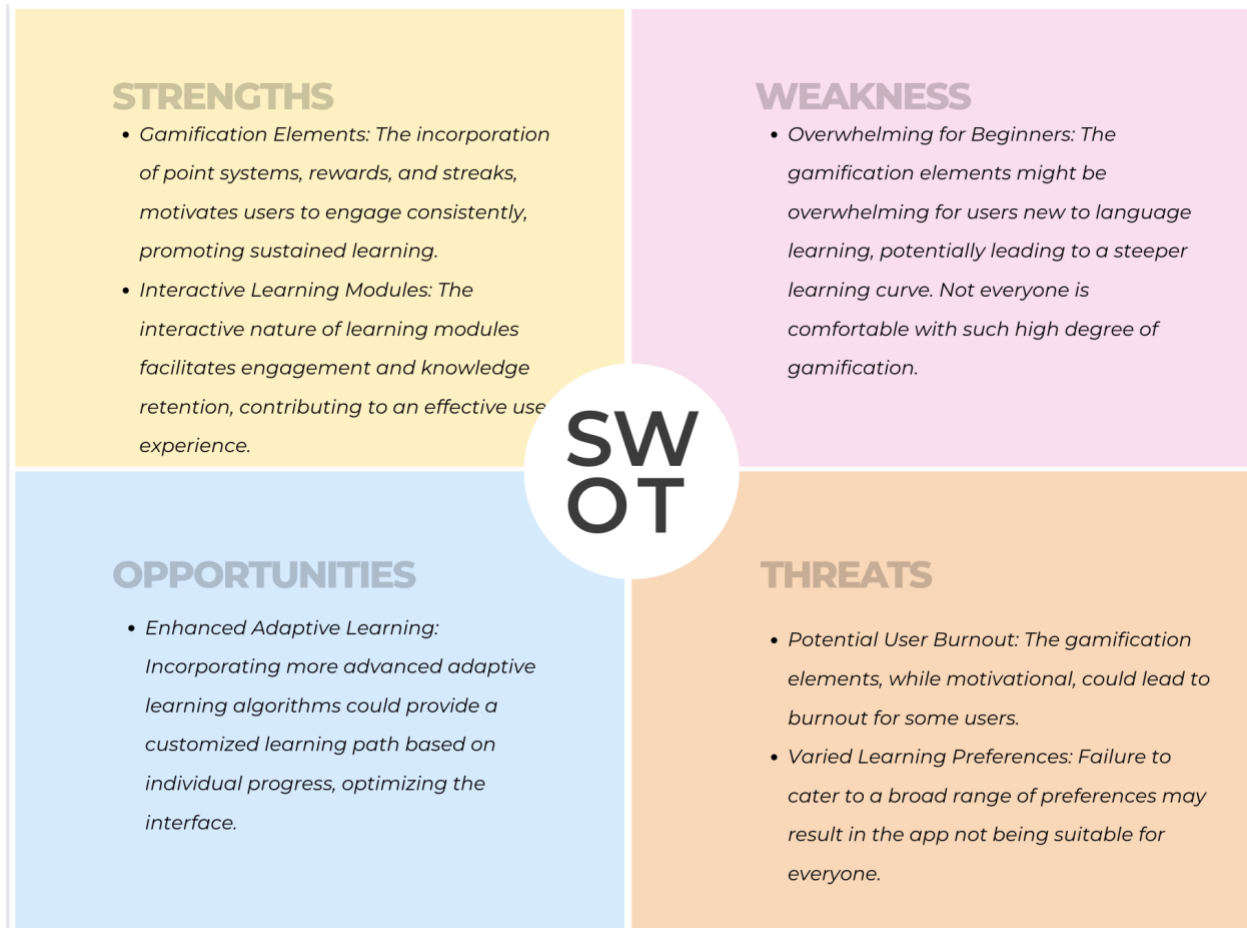 STRENGTHS
• Gamification Elements: The incorporation
of point systems, rewards, and streaks,
motivates users to engage consistently,
promoting sustained learning.
• Interactive Learning Modules: The
interactive nature of learning modules
facilitates engagement and knowledge
retention, contributing to an effective use
experience.
WEAKNESS
• Overwhelming for Beginners: The
gamification elements might be
overwhelming for users new to language
learning, potentially leading to a steeper
learning curve. Not everyone is
comfortable with such high degree of
gamification.
SW
OT
OPPORTUNITIES
• Enhanced Adaptive Learning:
Incorporating more advanced adaptive
learning algorithms could provide a
customized learning path based on
individual progress, optimizing the
interface.
THREATS
• Potential User Burnout: The gamification
elements, while motivational, could lead to
burnout for some users.
• Varied Learning Preferences: Failure to
cater to a broad range of preferences may
result in the app not being suitable for
everyone.